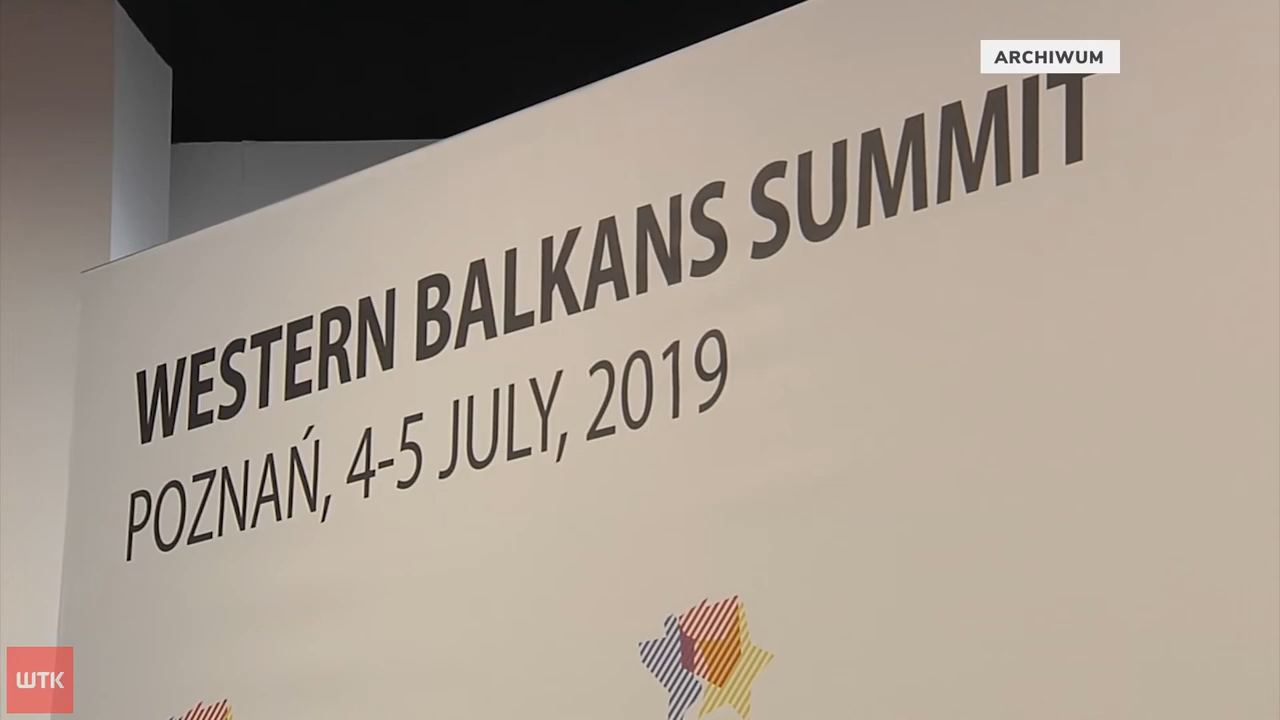 ARCHIWUM
WESTERN BALKANS SUMMIT
POZNAŃ, 4-5 JULY, 2019
WTK